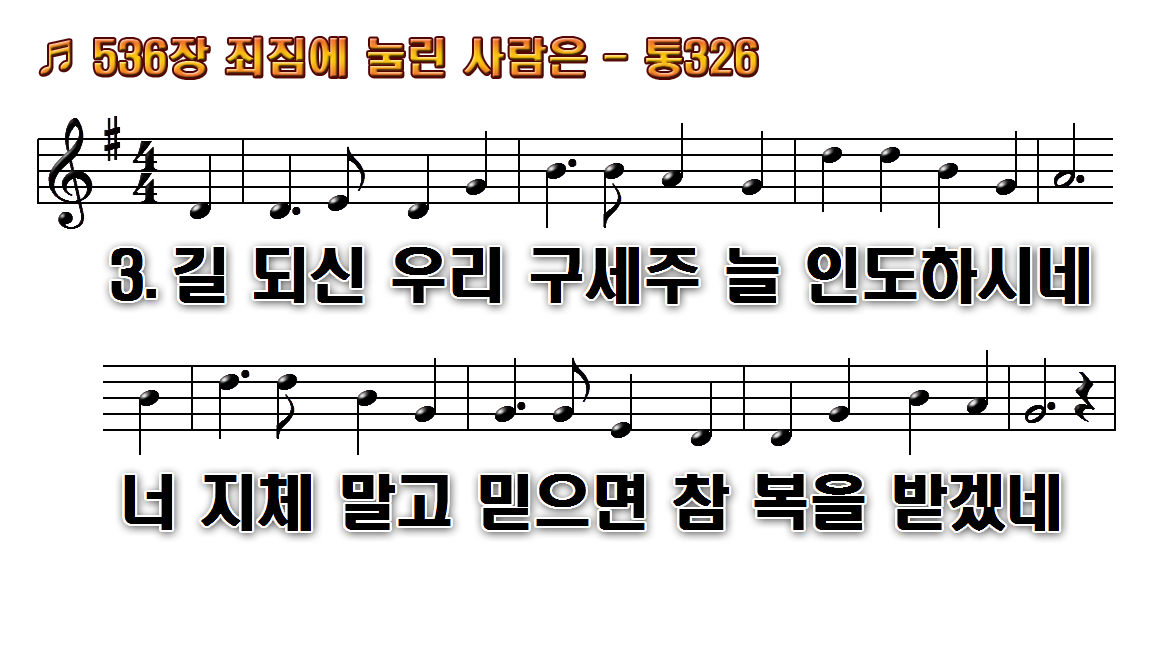 ♬ 536장 죄짐에 눌린 사람은 - 통326
4
4
3. 길 되신 우리 구세주 늘 인도하시네
너 지체 말고 믿으면 참 복을 받겠네